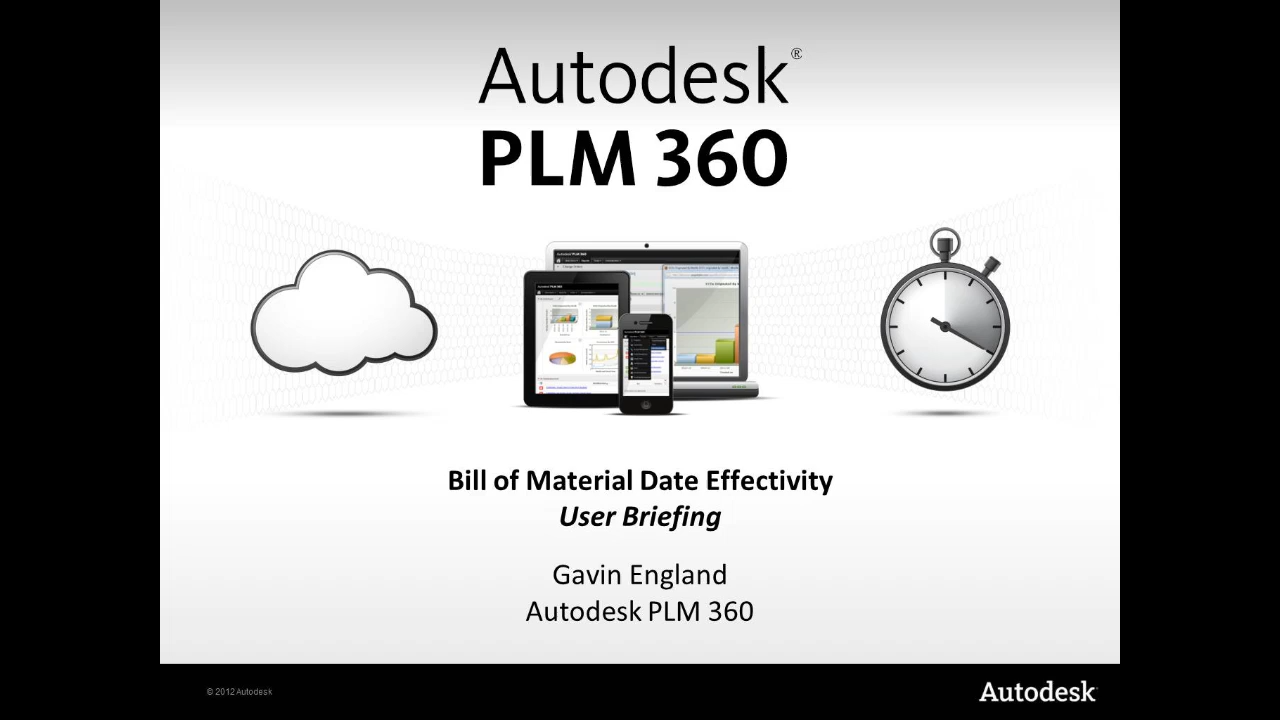 Autodesk®
PLM 360
Bill of Material Date Effectivity
User Briefing
Gavin England
Autodesk PLM 360
© 2012 Autodesk
Autodesk